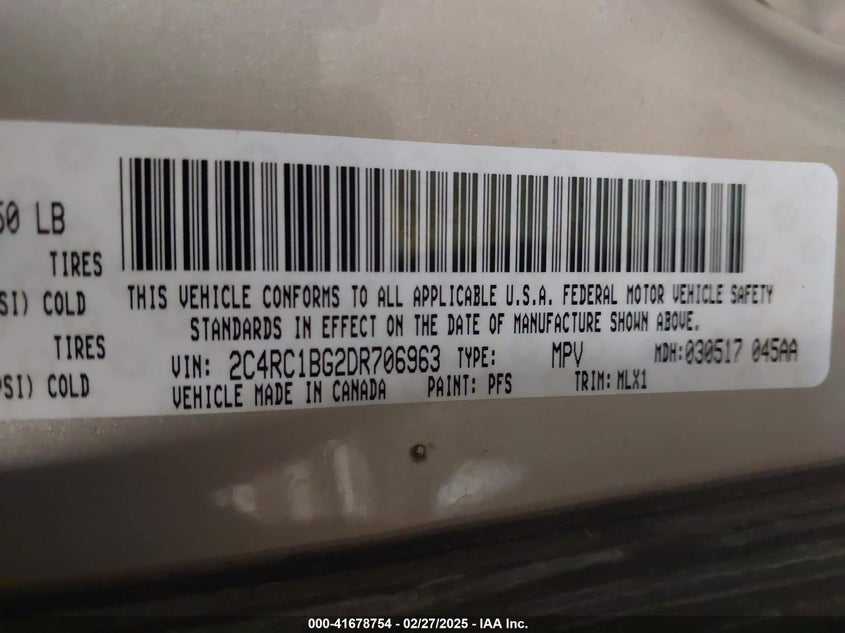 50 LB
TIRES
SI) COLD
TIRES
PSI) COLD
THIS VEHICLE CONFORMS TO ALL APPLICABLE U.S.A. FEDERAL MOTOR VEHICLE SAFETY
STANDARDS IN EFFECT ON THE DATE OF MANUFACTURE SHOWN ABOVE.
VIN: 2C4RC1BG2DR706963 TYPE: MPV MDH: 030517 045AA
VEHICLE MADE IN CANADA PAINT: PFS TRIM: MLX1
000-41678754 - 02/27/2025 - IAA Inc.